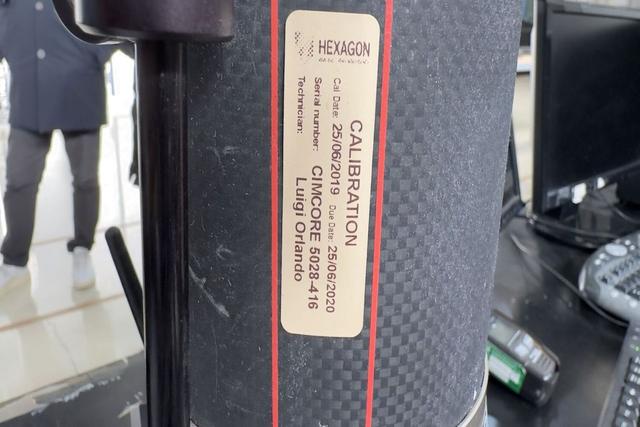 HEXAGON
CALIBRATION
Cal Date: 25/06/2019 Due Date: 25/06/2020
Serial number: CIMCORE 5028-416
Technician: Luigi Orlando